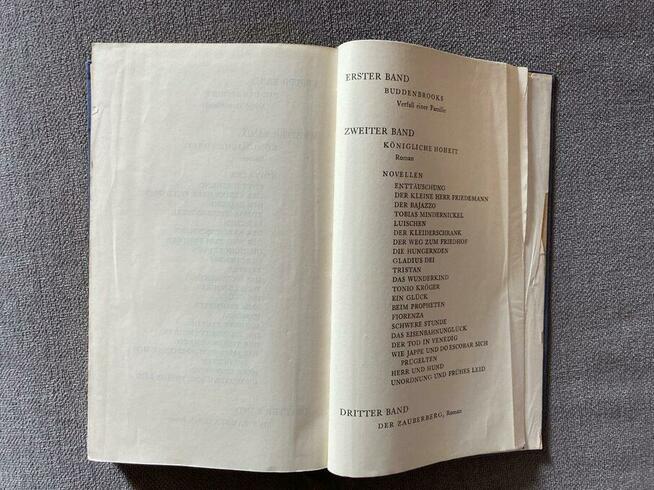 ERSTER BAND
BUDDENBROOKS
Verfall einer Familie
ZWEITER BAND
KÖNIGLICHE HOHEIT
Roman
NOVELLEN
ENTTÄUSCHUNG
DER KLEINE HERR FRIEDEMANN
DER BAJAZZO
TOBIAS MINDERNICKEL
LUISCHEN
DER KLEIDERSCHRANK
DER WEG ZUM FRIEDHOF
DIE HUNGERNDEN
GLADIUS DEI
TRISTAN
DAS WUNDERKIND
TONIO KRÖGER
EIN GLÜCK
BEIM PROPHETEN
FIORENZA
SCHWERE STUNDE
DAS EISENBAHNUNGLÜCK
DER TOD IN VENEDIG
WIE JAPPE UND DO ESCOBAR SICH
PRÜGELTEN
HERR UND HUND
UNORDNUNG UND FRÜHES LEID
DRITTER BAND
DER ZAUBERBERG, Roman